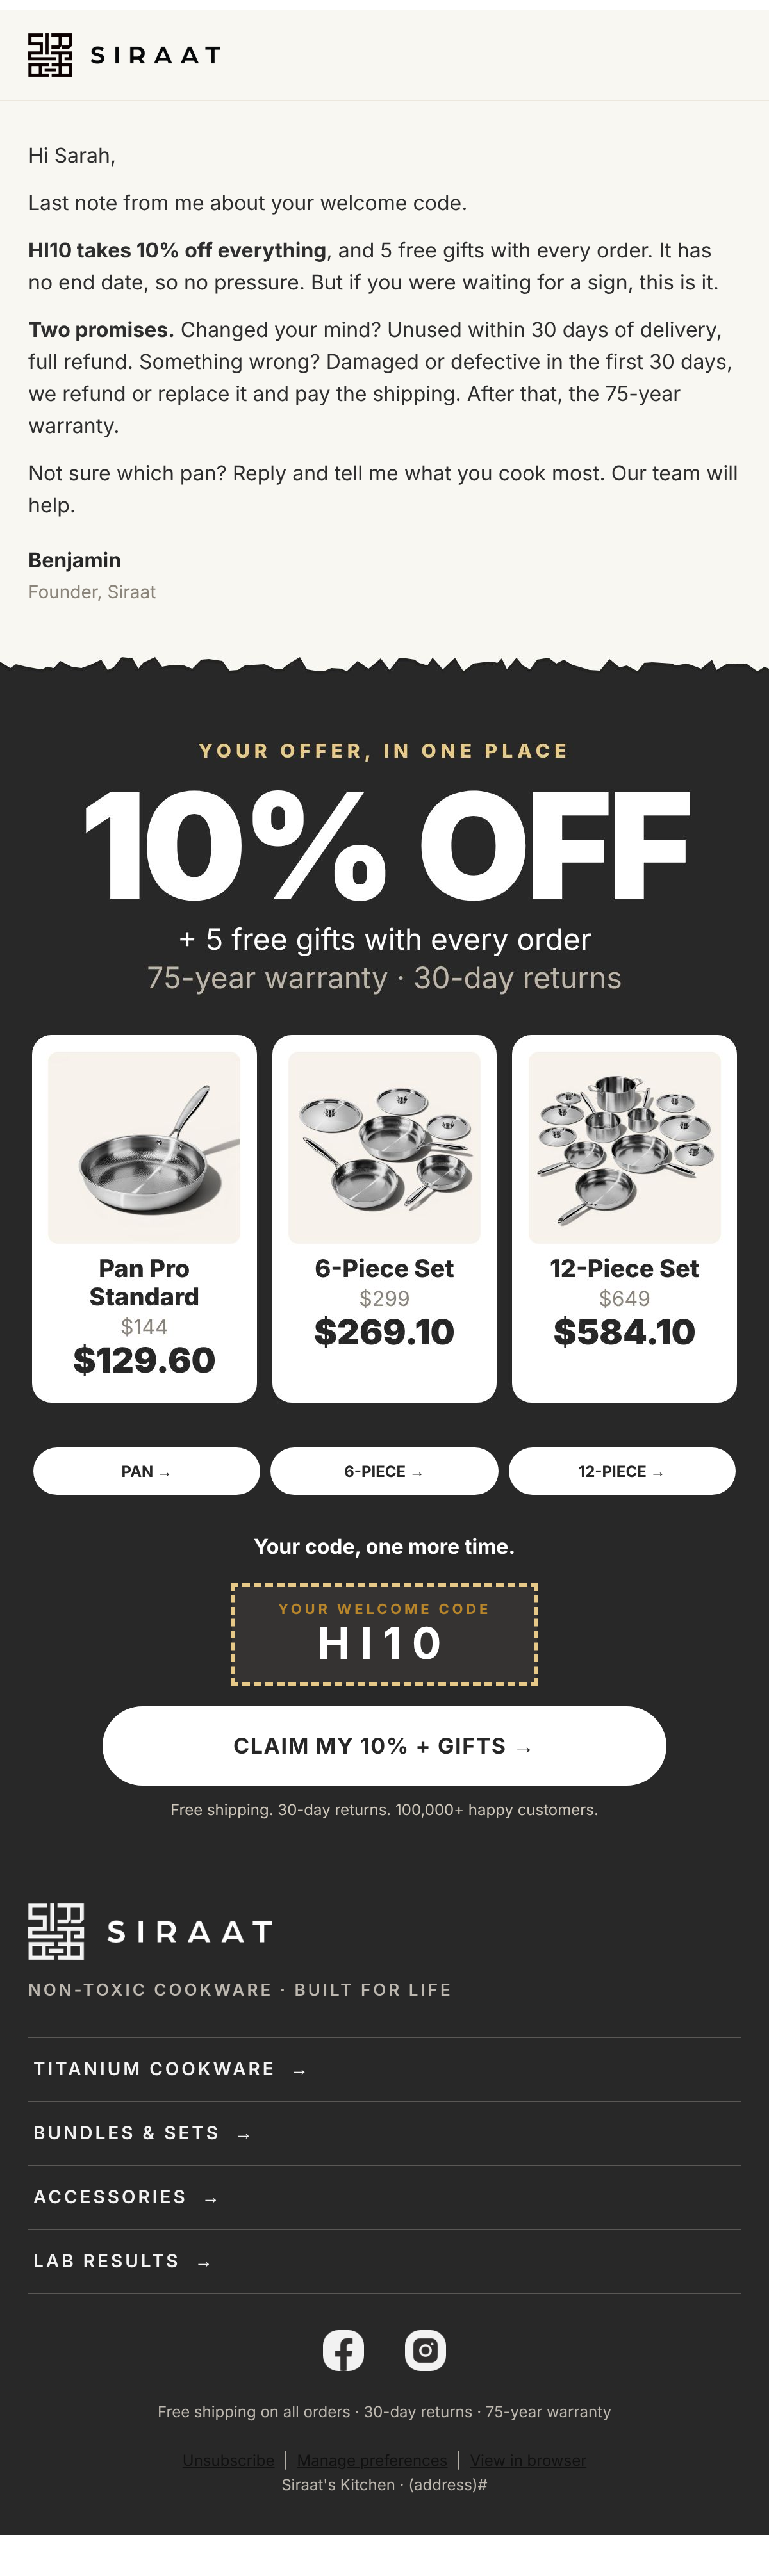 SIRAAT
Hi Sarah,
Last note from me about your welcome code.
HI10 takes 10% off everything, and 5 free gifts with every order. It has
no end date, so no pressure. But if you were waiting for a sign, this is it.
Two promises. Changed your mind? Unused within 30 days of delivery,
full refund. Something wrong? Damaged or defective in the first 30 days,
we refund or replace it and pay the shipping. After that, the 75-year
warranty.
Not sure which pan? Reply and tell me what you cook most. Our team will
help.
Benjamin
Founder, Siraat
YOUR OFFER, IN ONE PLACE
10% OFF
+ 5 free gifts with every order
75-year warranty · 30-day returns
Pan Pro
Standard
$144
$129.60
6-Piece Set
$299
$269.10
12-Piece Set
$649
$584.10
PAN →
6-PIECE →
12-PIECE →
Your code, one more time.
YOUR WELCOME CODE
HI10
CLAIM MY 10% + GIFTS →
Free shipping. 30-day returns. 100,000+ happy customers.
SIRAAT
NON-TOXIC COOKWARE · BUILT FOR LIFE
TITANIUM COOKWARE →
BUNDLES & SETS →
ACCESSORIES →
LAB RESULTS →
Free shipping on all orders · 30-day returns · 75-year warranty
Unsubscribe | Manage preferences | View in browser
Siraat's Kitchen · (address)#